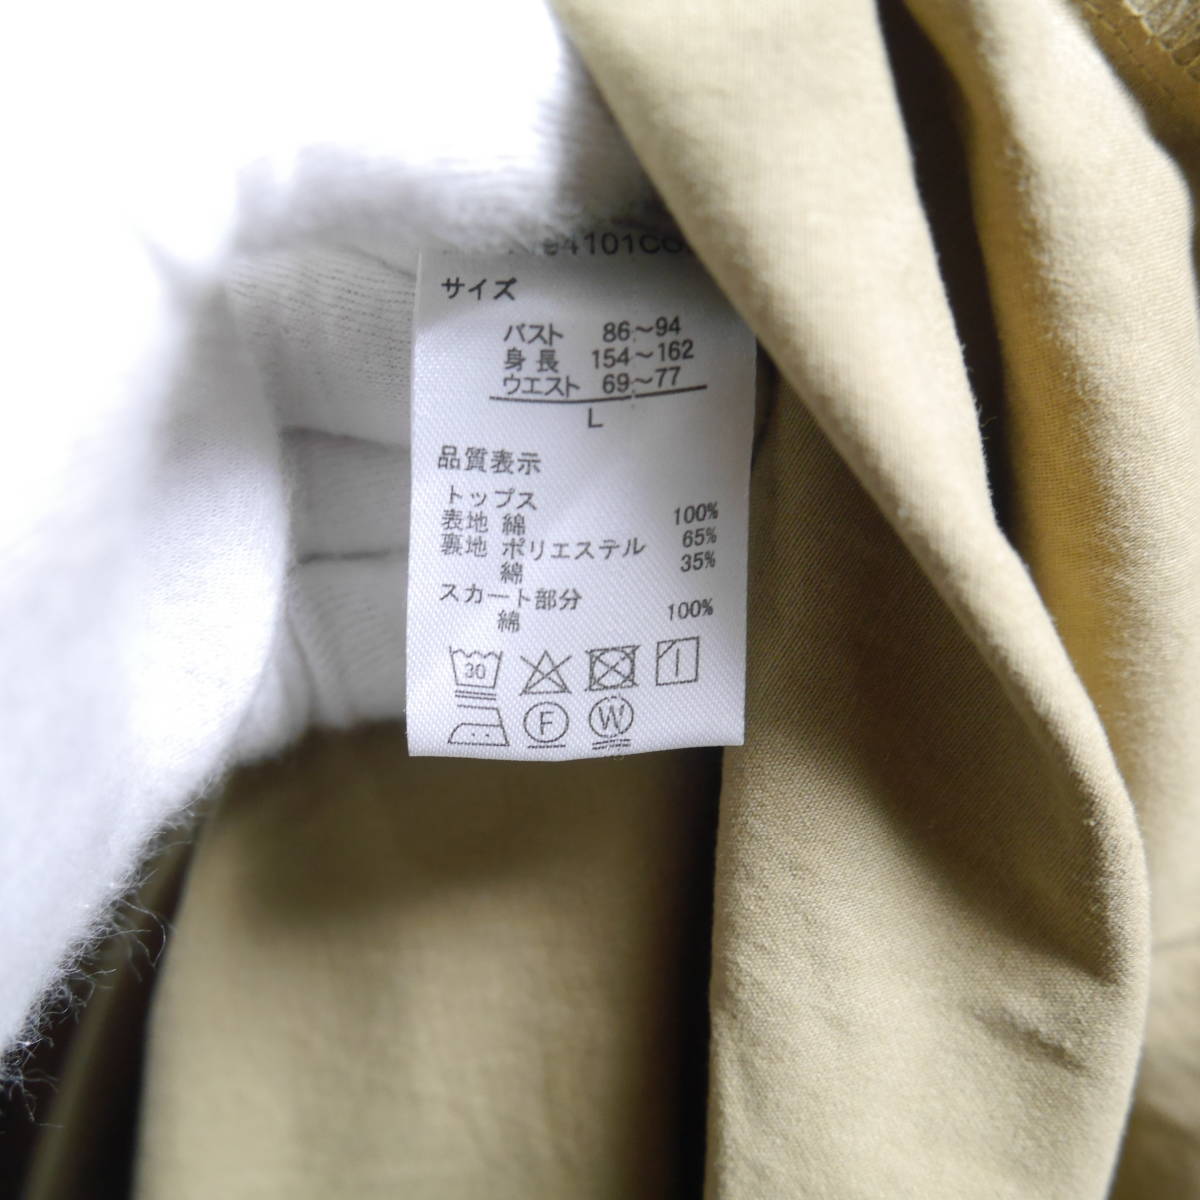 サイズ
バスト 86～94
身長 154～162
ウエスト 69～77
L
品質表示
トップス
表地 綿 100%
裏地 ポリエステル 65%
綿 35%
スカート部分
綿 100%
30
F W